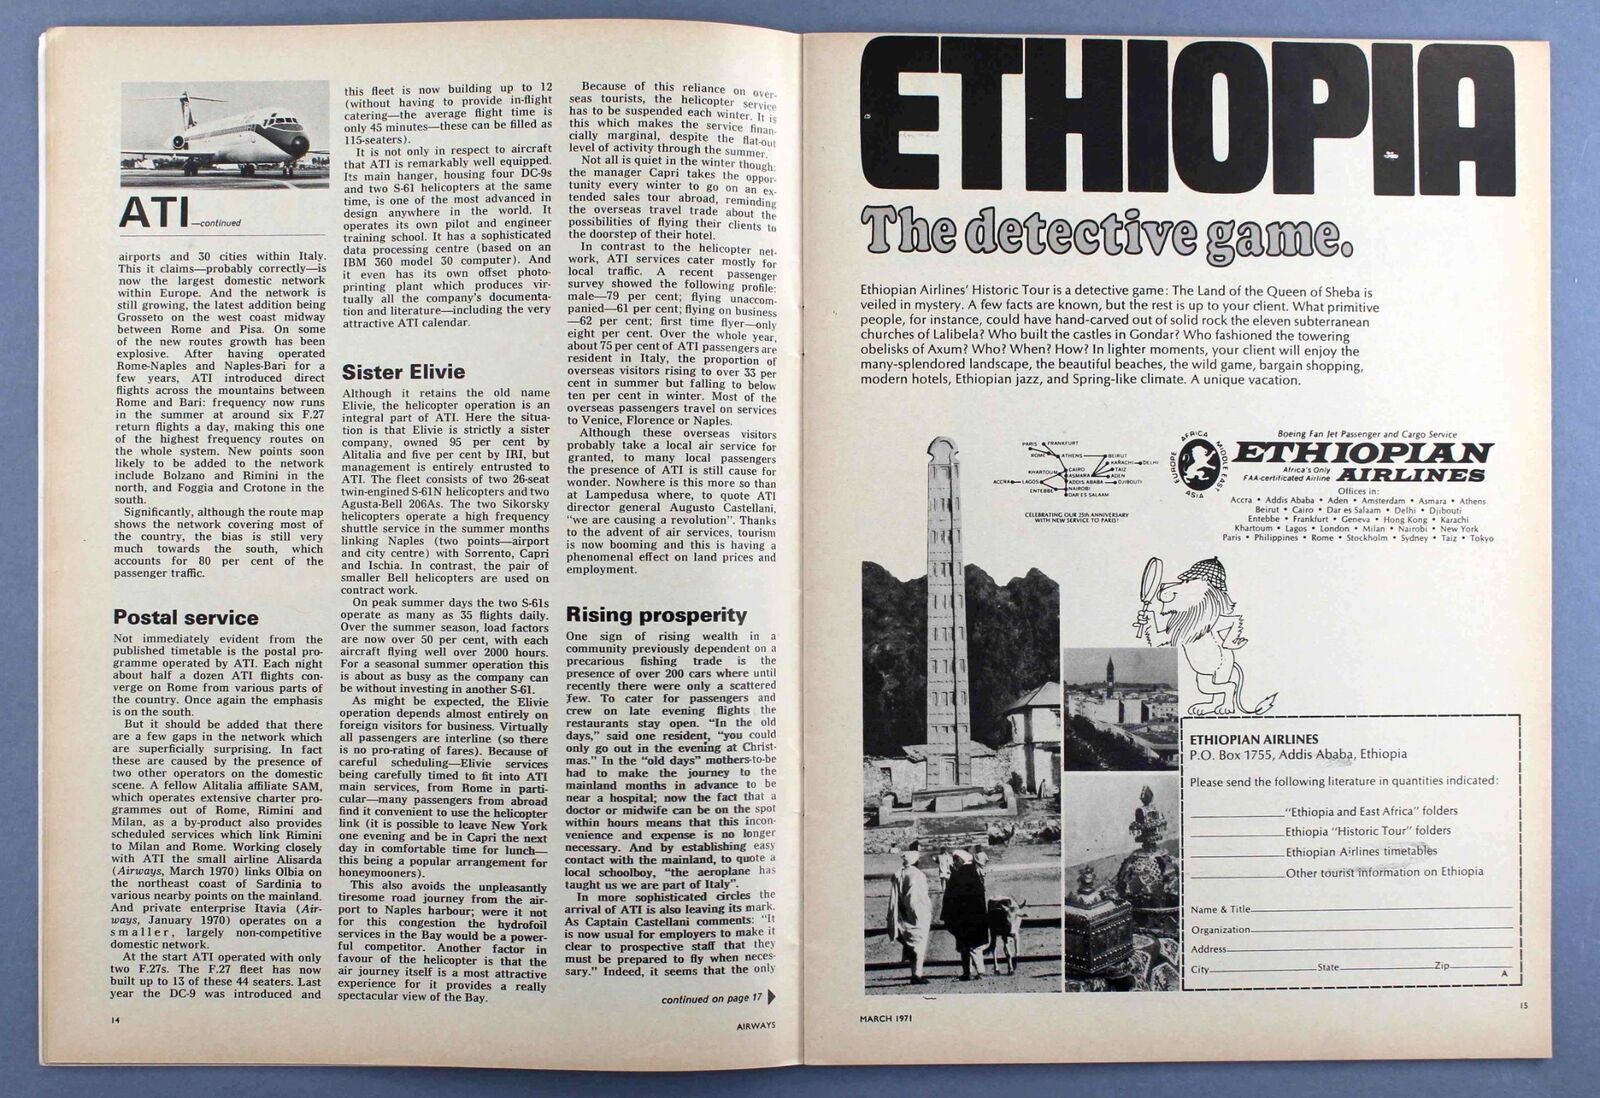 ATI—continued
airports and 30 cities within Italy.
This it claims—probably correctly—is
now the largest domestic network
within Europe. And the network is
still growing, the latest addition being
Grosseto on the west coast midway
between Rome and Pisa. On some
of the new routes growth has been
explosive. After having operated
Rome-Naples and Naples-Bari for a
few years, ATI introduced direct
flights across the mountains between
Rome and Bari: frequency now runs
in the summer at around six F.27
return flights a day, making this one
of the highest frequency routes on
the whole system. New points soon
likely to be added to the network
include Bolzano and Rimini in the
north, and Foggia and Crotone in the
south.
Significantly, although the route map
shows the network covering most of
the country, the bias is still very
much towards the south, which
accounts for 80 per cent of the
passenger traffic.
Postal service
Not immediately evident from the
published timetable is the postal pro-
gramme operated by ATI. Each night
about half a dozen ATI flights con-
verge on Rome from various parts of
the country. Once again the emphasis
is on the south.
But it should be added that there
are a few gaps in the network which
are superficially surprising. In fact
these are caused by the presence of
two other operators on the domestic
scene. A fellow Alitalia affiliate SAM,
which operates extensive charter pro-
grammes out of Rome, Rimini and
Milan, as a by-product also provides
scheduled services which link Rimini
to Milan and Rome. Working closely
with ATI the small airline Alisarda
(Airways, March 1970) links Olbia on
the northeast coast of Sardinia to
various nearby points on the mainland.
And private enterprise Itavia (Air-
ways, January 1970) operates on a
smaller, largely non-competitive
domestic network.
At the start ATI operated with only
two F.27s. The F.27 fleet has now
built up to 13 of these 44 seaters. Last
year the DC-9 was introduced and
this fleet is now building up to 12
(without having to provide in-flight
catering—the average flight time is
only 45 minutes—these can be filled as
115-seaters).
It is not only in respect to aircraft
that ATI is remarkably well equipped.
Its main hanger, housing four DC-9s
and two S-61 helicopters at the same
time, is one of the most advanced in
design anywhere in the world. It
operates its own pilot and engineer
training school. It has a sophisticated
data processing centre (based on an
IBM 360 model 30 computer). And
it even has its own offset photo-
printing plant which produces vir-
tually all the company's documenta-
tion and literature—including the very
attractive ATI calendar.
Sister Elivie
Although it retains the old name
Elivie, the helicopter operation is an
integral part of ATI. Here the situa-
tion is that Elivie is strictly a sister
company, owned 95 per cent by
Alitalia and five per cent by IRI, but
management is entirely entrusted to
ATI. The fleet consists of two 26-seat
twin-engined S-61N helicopters and two
Agusta-Bell 206As. The two Sikorsky
helicopters operate a high frequency
shuttle service in the summer months
linking Naples (two points—airport
and city centre) with Sorrento, Capri
and Ischia. In contrast, the pair of
smaller Bell helicopters are used on
contract work.
On peak summer days the two S-61s
operate as many as 35 flights daily.
Over the summer season, load factors
are now over 50 per cent, with each
aircraft flying well over 2000 hours.
For a seasonal summer operation this
is about as busy as the company can
be without investing in another S-61.
As might be expected, the Elivie
operation depends almost entirely on
foreign visitors for business. Virtually
all passengers are interline (so there
is no pro-rating of fares). Because of
careful scheduling—Elivie services
being carefully timed to fit into ATI
main services, from Rome in parti-
cular—many passengers from abroad
find it convenient to use the helicopter
link (it is possible to leave New York
one evening and be in Capri the next
day in comfortable time for lunch—
this being a popular arrangement for
honeymooners).
This also avoids the unpleasantly
tiresome road journey from the air-
port to Naples harbour; were it not
for this congestion the hydrofoil
services in the Bay would be a power-
ful competitor. Another factor in
favour of the helicopter is that the
air journey itself is a most attractive
experience for it provides a really
spectacular view of the Bay.
Because of this reliance on over-
seas tourists, the helicopter service
has to be suspended each winter. It is
this which makes the service finan-
cially marginal, despite the flat-out
level of activity through the summer.
Not all is quiet in the winter though:
the manager Capri takes the oppor-
tunity every winter to go on an ex-
tended sales tour abroad, reminding
the overseas travel trade about the
possibilities of flying their clients to
the doorstep of their hotel.
In contrast to the helicopter net-
work, ATI services cater mostly for
local traffic. A recent passenger
survey showed the following profile:
male—79 per cent; flying unaccom-
panied—61 per cent; flying on business
—62 per cent; first time flyer—only
eight per cent. Over the whole year,
about 75 per cent of ATI passengers are
resident in Italy, the proportion of
overseas visitors rising to over 33 per
cent in summer but falling to below
ten per cent in winter. Most of the
overseas passengers travel on services
to Venice, Florence or Naples.
Although these overseas visitors
probably take a local air service for
granted, to many local passengers
the presence of ATI is still cause for
wonder. Nowhere is this more so than
at Lampedusa where, to quote ATI
director general Augusto Castellani,
"we are causing a revolution". Thanks
to the advent of air services, tourism
is now booming and this is having a
phenomenal effect on land prices and
employment.
Rising prosperity
One sign of rising wealth in a
community previously dependent on a
precarious fishing trade is the
presence of over 200 cars where until
recently there were only a scattered
few. To cater for passengers and
crew on late evening flights the
restaurants stay open. "In the old
days," said one resident, "you could
only go out in the evening at Christ-
mas." In the "old days" mothers-to-be
had to make the journey to the
mainland months in advance to be
near a hospital; now the fact that a
doctor or midwife can be on the spot
within hours means that this incon-
venience and expense is no longer
necessary. And by establishing easy
contact with the mainland, to quote a
local schoolboy, "the aeroplane has
taught us we are part of Italy".
In more sophisticated circles the
arrival of ATI is also leaving its mark.
As Captain Castellani comments: "It
is now usual for employers to make it
clear to prospective staff that they
must be prepared to fly when neces-
sary." Indeed, it seems that the only
continued on page 17
14
AIRWAYS
ETHIOPIA
The detective game.
Ethiopian Airlines' Historic Tour is a detective game: The Land of the Queen of Sheba is
veiled in mystery. A few facts are known, but the rest is up to your client. What primitive
people, for instance, could have hand-carved out of solid rock the eleven subterranean
churches of Lalibela? Who built the castles in Gondar? Who fashioned the towering
obelisks of Axum? Who? When? How? In lighter moments, your client will enjoy the
many-splendored landscape, the beautiful beaches, the wild game, bargain shopping,
modern hotels, Ethiopian jazz, and Spring-like climate. A unique vacation.
PARIS FRANKFURT
ROME ATHENS BEIRUT
KARACHI DELHI
KHARTOUM CAIRO TAIZ
ASMARA ADEN
ACCRA LAGOS ADDIS ABABA DJIBOUTI
ENTEBBE NAIROBI
DAR ES SALAAM
CELEBRATING OUR 25th ANNIVERSARY
WITH NEW SERVICE TO PARIS!
AFRICA MIDDLE EAST ASIA EUROPE
Boeing Fan Jet Passenger and Cargo Service
ETHIOPIAN
Africa's Only
FAA-certificated Airline
AIRLINES
Offices in:
Accra • Addis Ababa • Aden • Amsterdam • Asmara • Athens
Beirut • Cairo • Dar es Salaam • Delhi • Djibouti
Entebbe • Frankfurt • Geneva • Hong Kong • Karachi
Khartoum • Lagos • London • Milan • Nairobi • New York
Paris • Philippines • Rome • Stockholm • Sydney • Taiz • Tokyo
ETHIOPIAN AIRLINES
P.O. Box 1755, Addis Ababa, Ethiopia
Please send the following literature in quantities indicated:
"Ethiopia and East Africa" folders
Ethiopia "Historic Tour" folders
Ethiopian Airlines timetables
Other tourist information on Ethiopia
Name & Title
Organization
Address
City State Zip
A
MARCH 1971
15